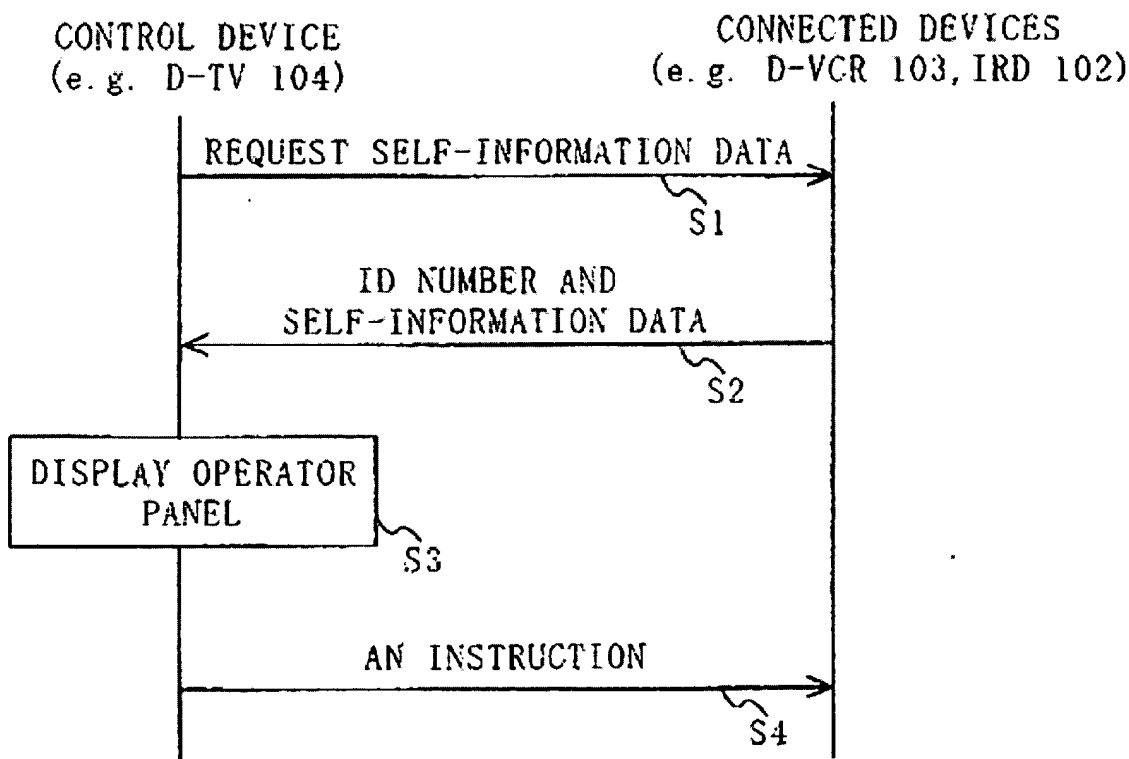 CONTROL DEVICE
(e.g. D-TV 104)
CONNECTED DEVICES
(e.g. D-VCR 103, IRD 102)
REQUEST SELF-INFORMATION DATA
S1
ID NUMBER AND
SELF-INFORMATION DATA
S2
DISPLAY OPERATOR
PANEL
S3
AN INSTRUCTION
S4